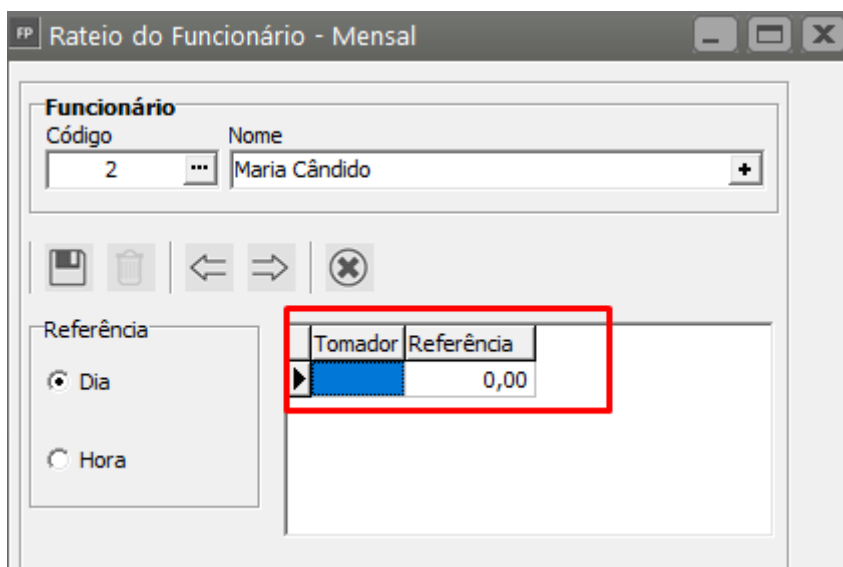 FP Rateio do Funcionário - Mensal
Funcionário
Código Nome
2 ... Maria Cândido +
Referência
Tomador Referência
Dia
0,00
Hora